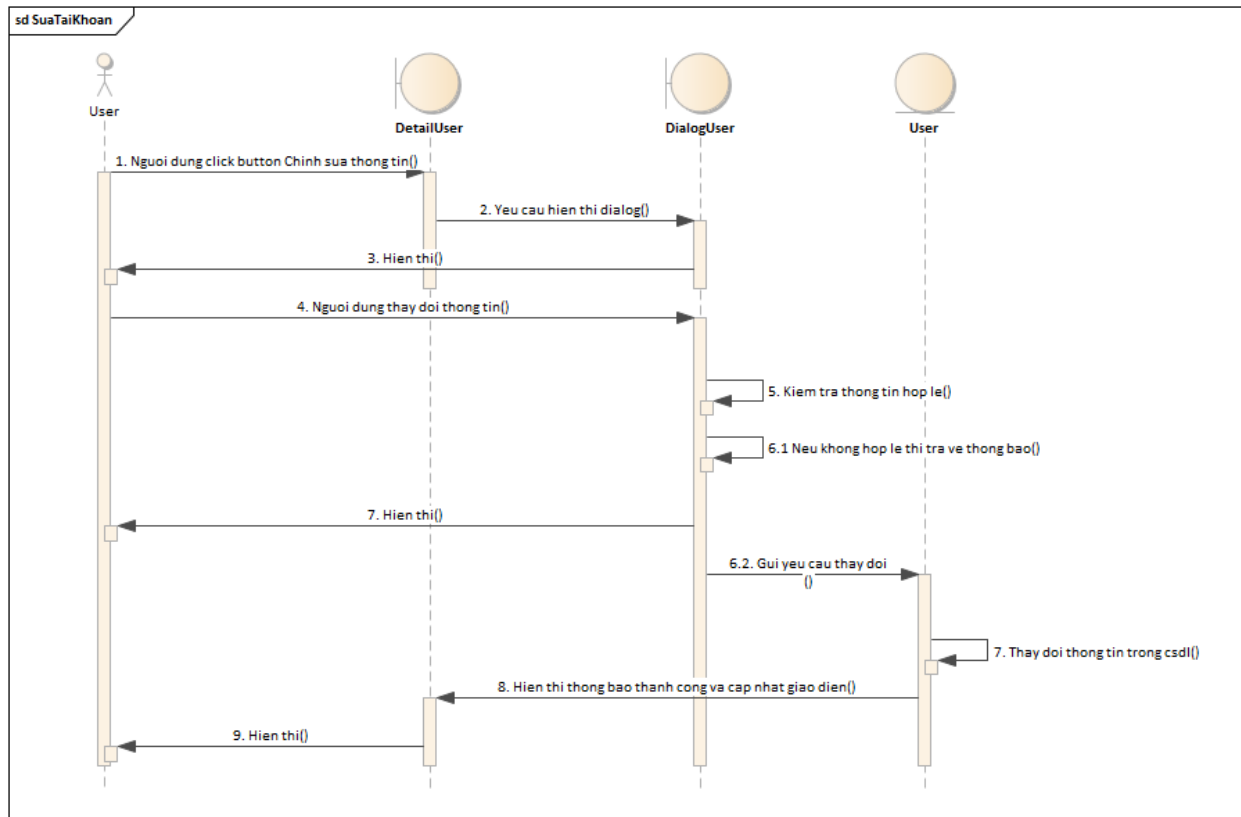 sd SuaTaiKhoan
User
DetailUser
DialogUser
User
1. Nguoi dung click button Chinh sua thong tin()
2. Yeu cau hien thi dialog()
3. Hien thi()
4. Nguoi dung thay doi thong tin()
5. Kiem tra thong tin hop le()
6.1 Neu khong hop le thi tra ve thong bao()
7. Hien thi()
6.2. Gui yeu cau thay doi
()
7. Thay doi thong tin trong csdl()
8. Hien thi thong bao thanh cong va cap nhat giao dien()
9. Hien thi()